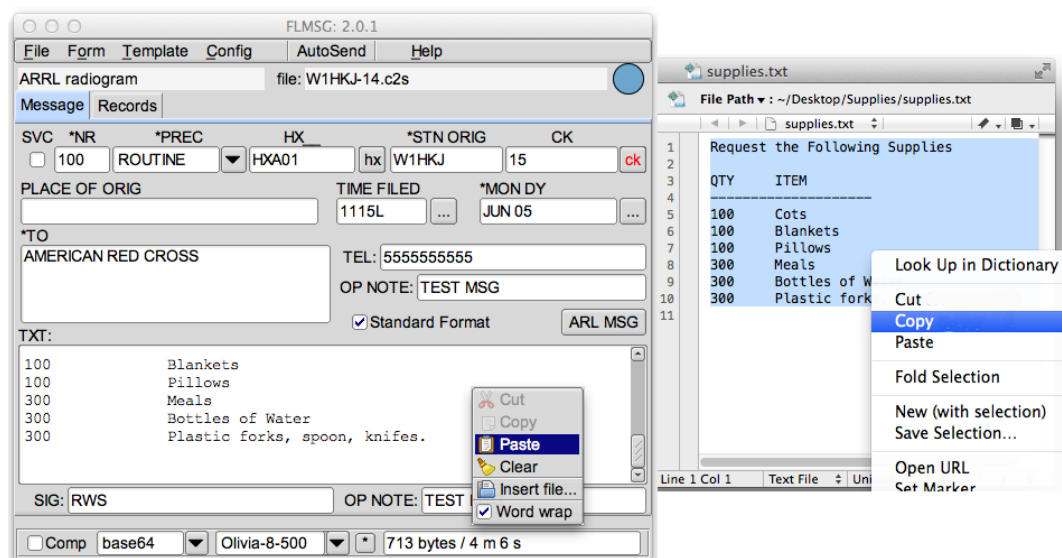 FLMSG: 2.0.1
File Form Template Config AutoSend Help
ARRL radiogram file: W1HKJ-14.c2s
Message Records
SVC *NR *PREC HX__ *STN ORIG CK
100 ROUTINE HXA01 hx W1HKJ 15 ck
PLACE OF ORIG TIME FILED *MON DY
1115L ... JUN 05 ...
*TO
AMERICAN RED CROSS
TEL: 5555555555
OP NOTE: TEST MSG
Standard Format ARL MSG
TXT:
100 Blankets
100 Pillows
300 Meals
300 Bottles of Water
300 Plastic forks, spoon, knifes.
Cut
Copy
Paste
Clear
Insert file...
Word wrap
SIG: RWS OP NOTE: TEST
Comp base64 Olivia-8-500 * 713 bytes / 4 m 6 s
supplies.txt
File Path ▾ : ~/Desktop/Supplies/supplies.txt
supplies.txt
1 Request the Following Supplies
2
3 QTY ITEM
4 --------------------
5 100 Cots
6 100 Blankets
7 100 Pillows
8 300 Meals
9 300 Bottles of W
10 300 Plastic fork
11
Look Up in Dictionary
Cut
Copy
Paste
Fold Selection
New (with selection)
Save Selection...
Open URL
Set Marker
Line 1 Col 1 Text File Uni